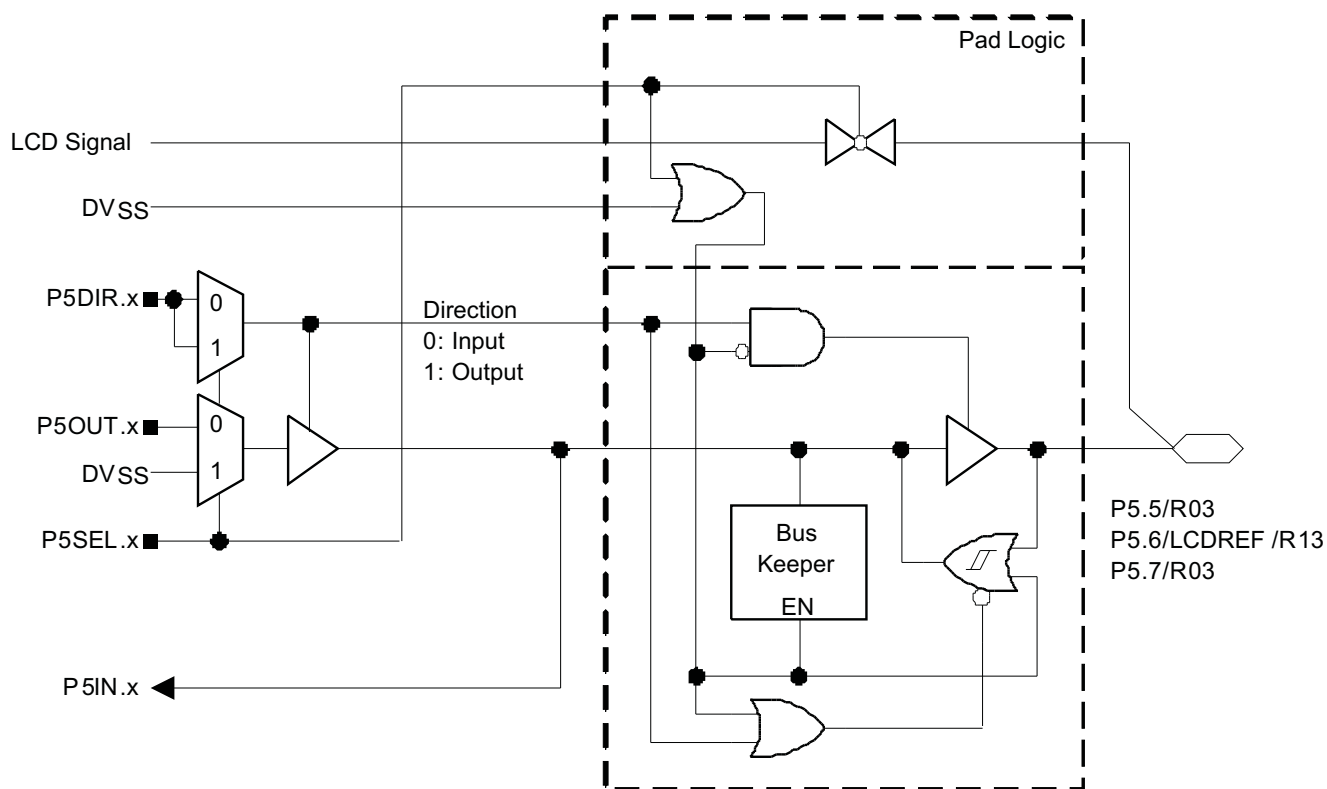 Pad Logic
LCD Signal
DVSS
P5DIR.x
0
1
Direction
0: Input
1: Output
P5OUT.x
0
DVSS
1
P5SEL.x
Bus
Keeper
EN
P5.5/R03
P5.6/LCDREF /R13
P5.7/R03
P5IN.x